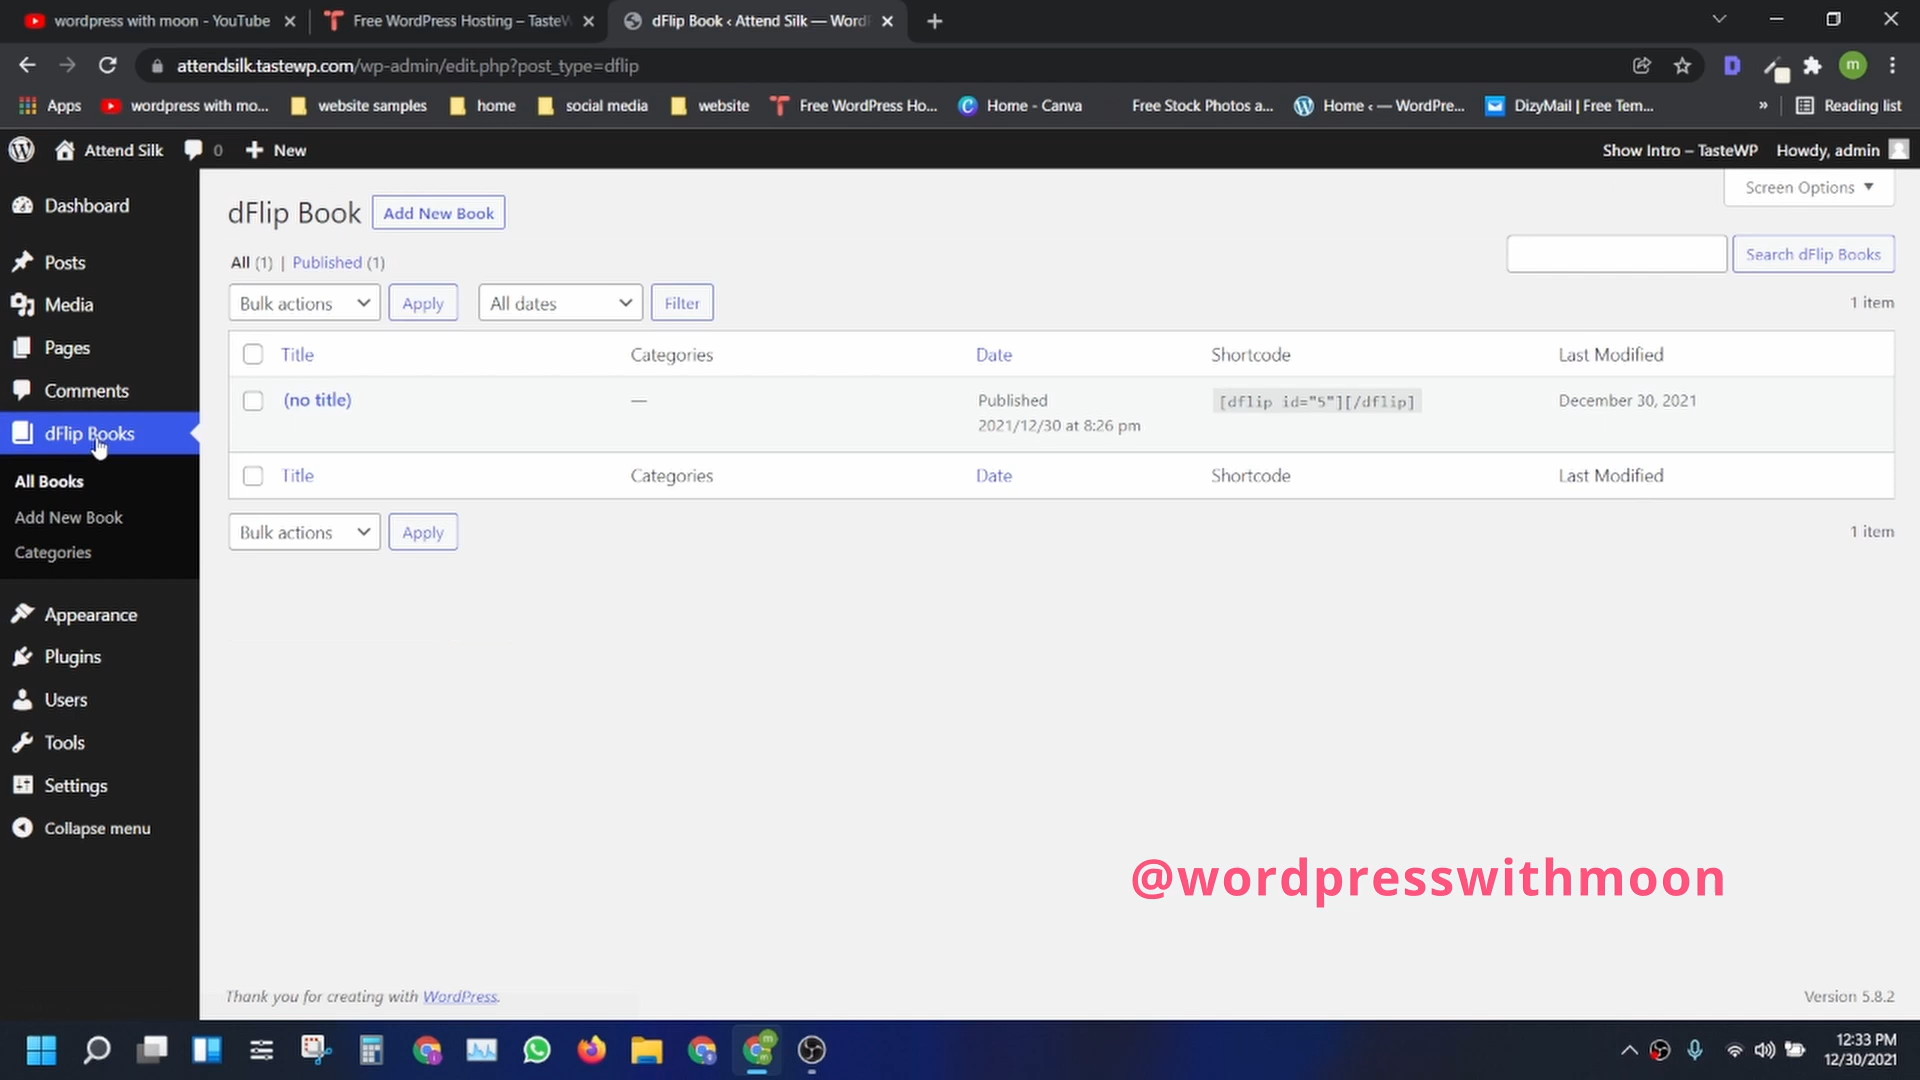 wordpress with moon - YouTube
Free WordPress Hosting – TasteW
dFlip Book ‹ Attend Silk — Word
attendsilk.tastewp.com/wp-admin/edit.php?post_type=dflip
m
Apps
wordpress with mo...
website samples
home
social media
website
Free WordPress Ho...
Home - Canva
Free Stock Photos a...
Home ‹ — WordPre...
DizyMail | Free Tem...
»
Reading list
Attend Silk
0
New
Show Intro – TasteWP
Howdy, admin
Dashboard
Posts
Media
Pages
Comments
dFlip Books
All Books
Add New Book
Categories
Appearance
Plugins
Users
Tools
Settings
Collapse menu
Screen Options
dFlip Book
Add New Book
All (1) | Published (1)
Search dFlip Books
Bulk actions
Apply
All dates
Filter
1 item
Title Categories Date Shortcode Last Modified
(no title) — Published [dflip id="5"][/dflip] December 30, 2021
2021/12/30 at 8:26 pm
Title Categories Date Shortcode Last Modified
Bulk actions
Apply
1 item
@wordpresswithmoon
Thank you for creating with WordPress.
Version 5.8.2
12:33 PM
12/30/2021